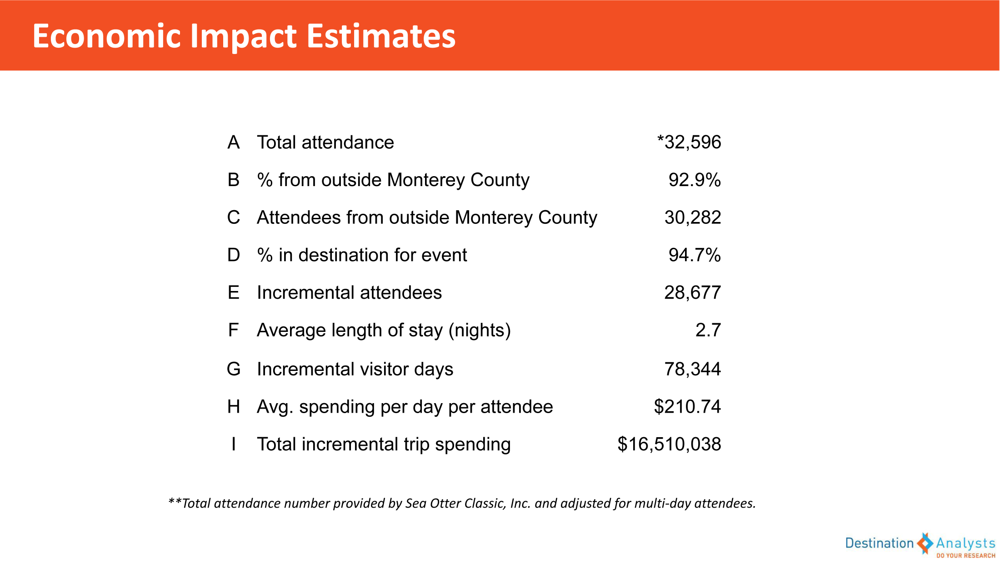 Economic Impact Estimates
A Total attendance *32,596
B % from outside Monterey County 92.9%
C Attendees from outside Monterey County 30,282
D % in destination for event 94.7%
E Incremental attendees 28,677
F Average length of stay (nights) 2.7
G Incremental visitor days 78,344
H Avg. spending per day per attendee $210.74
I Total incremental trip spending $16,510,038
**Total attendance number provided by Sea Otter Classic, Inc. and adjusted for multi-day attendees.
Destination Analysts
DO YOUR RESEARCH